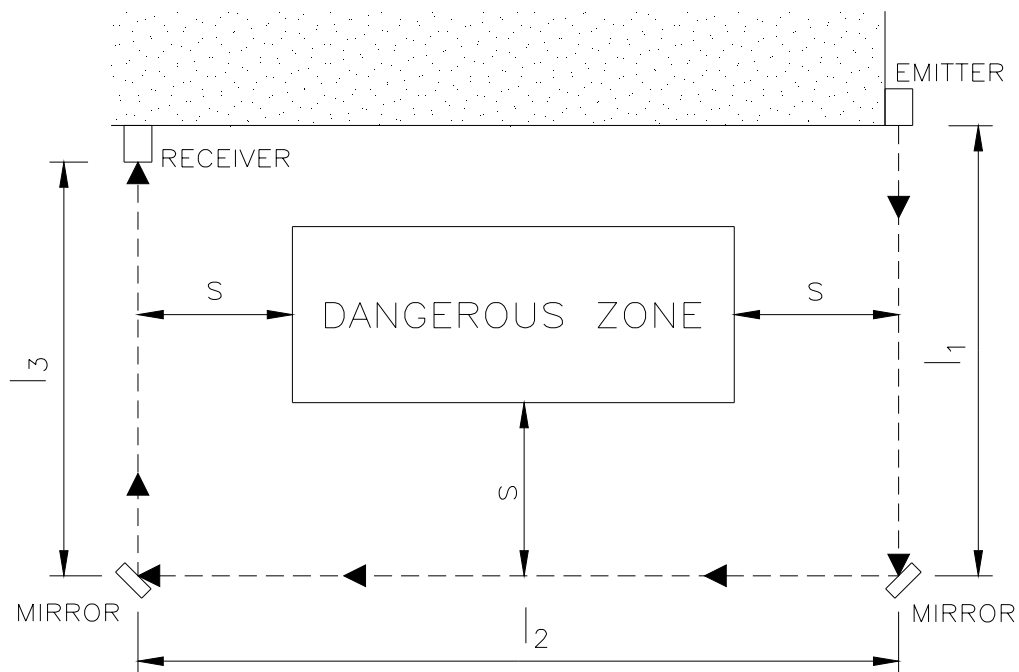 EMITTER
RECEIVER
S
S
DANGEROUS ZONE
l3
l1
S
MIRROR
MIRROR
l2